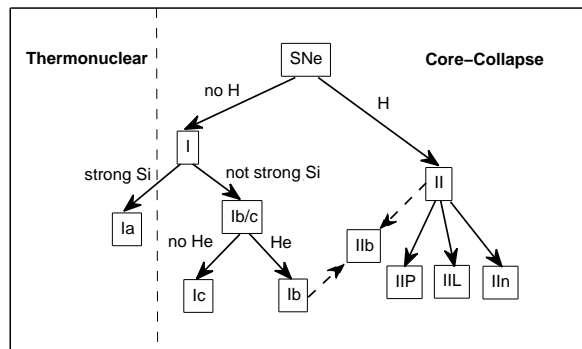 Thermonuclear
SNe
Core−Collapse
no H
H
I
strong Si
not strong Si
II
Ia
Ib/c
IIb
no He
He
Ic
Ib
IIP
IIL
IIn